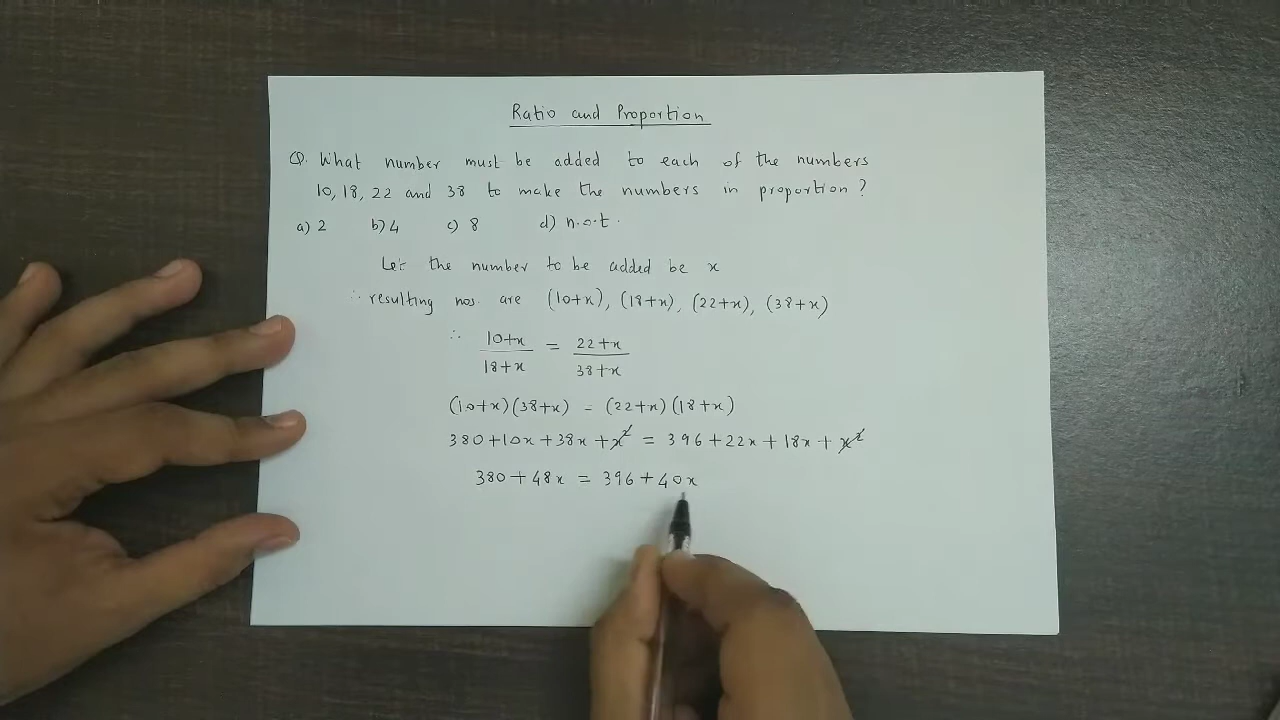 Ratio and Proportion
Q. What number must be added to each of the numbers
10, 18, 22 and 38 to make the numbers in proportion?
a) 2 b) 4 c) 8 d) n.o.t.
Let the number to be added be x
∴ resulting nos. are (10+x), (18+x), (22+x), (38+x)
∴ 10+x / 18+x = 22+x / 38+x
(10+x)(38+x) = (22+x)(18+x)
380+10x+38x+x² = 396+22x+18x+x²
380+48x = 396+40x